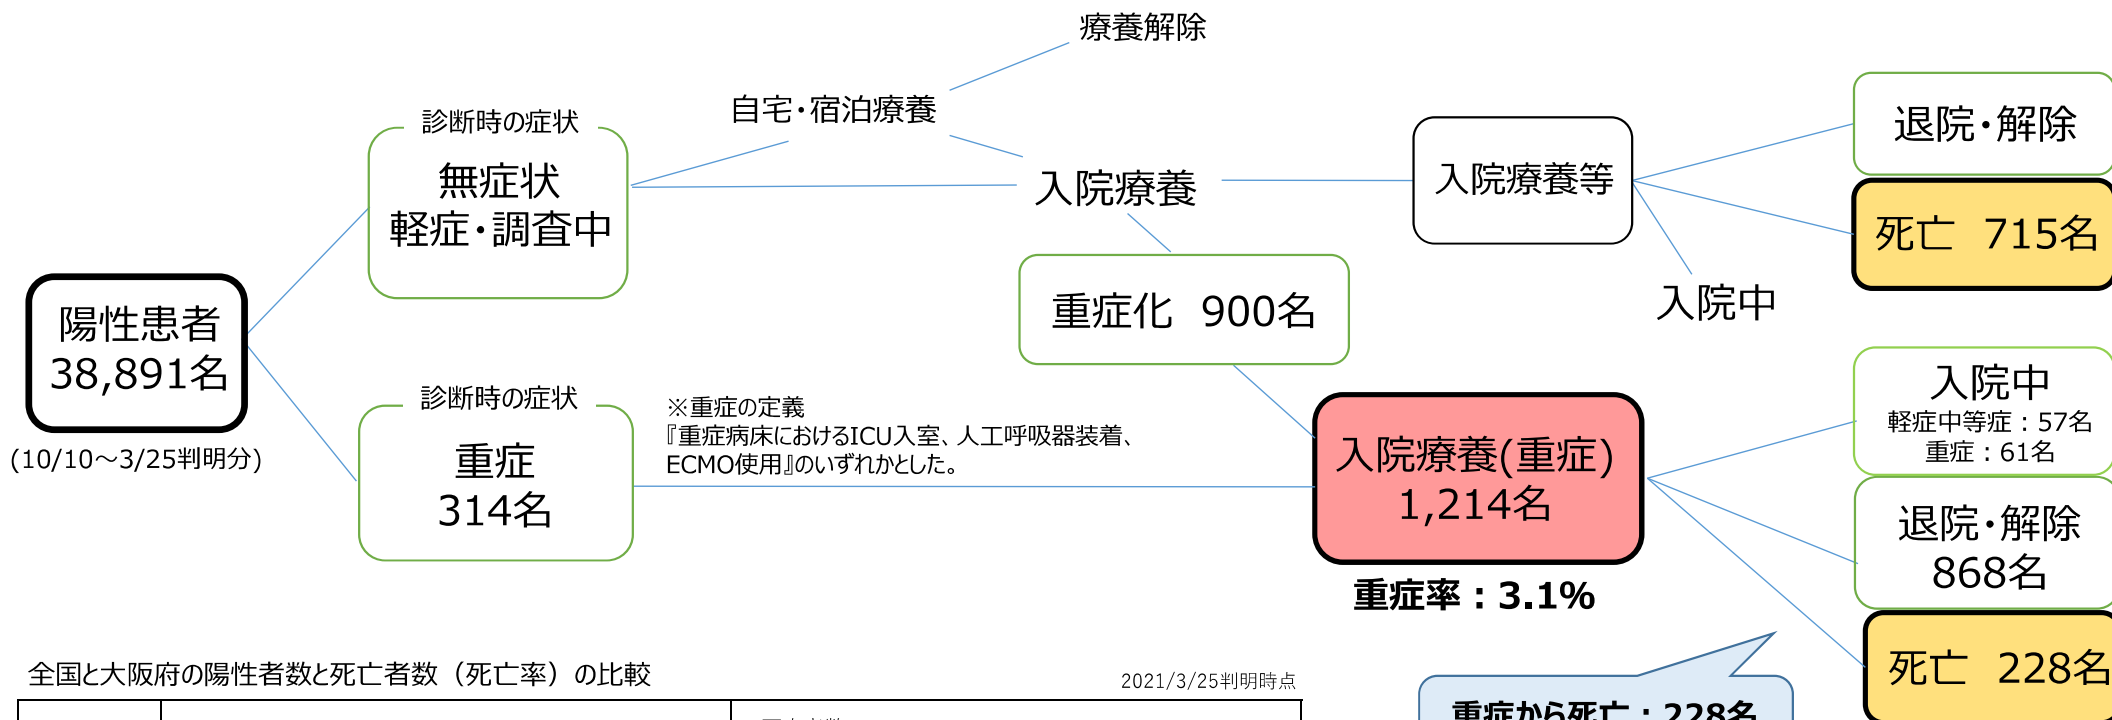 療養解除
自宅・宿泊療養
診断時の症状
無症状
軽症・調査中
入院療養
入院療養等
退院・解除
死亡 715名
入院中
陽性患者
38,891名
(10/10～3/25判明分)
重症化 900名
診断時の症状
重症
314名
※重症の定義
『重症病床におけるICU入室、人工呼吸器装着、
ECMO使用』のいずれかとした。
入院療養(重症)
1,214名
重症率：3.1%
入院中
軽症中等症：57名
重症：61名
退院・解除
868名
死亡 228名
全国と大阪府の陽性者数と死亡者数（死亡率）の比較
2021/3/25判明時点
重症から死亡：228名